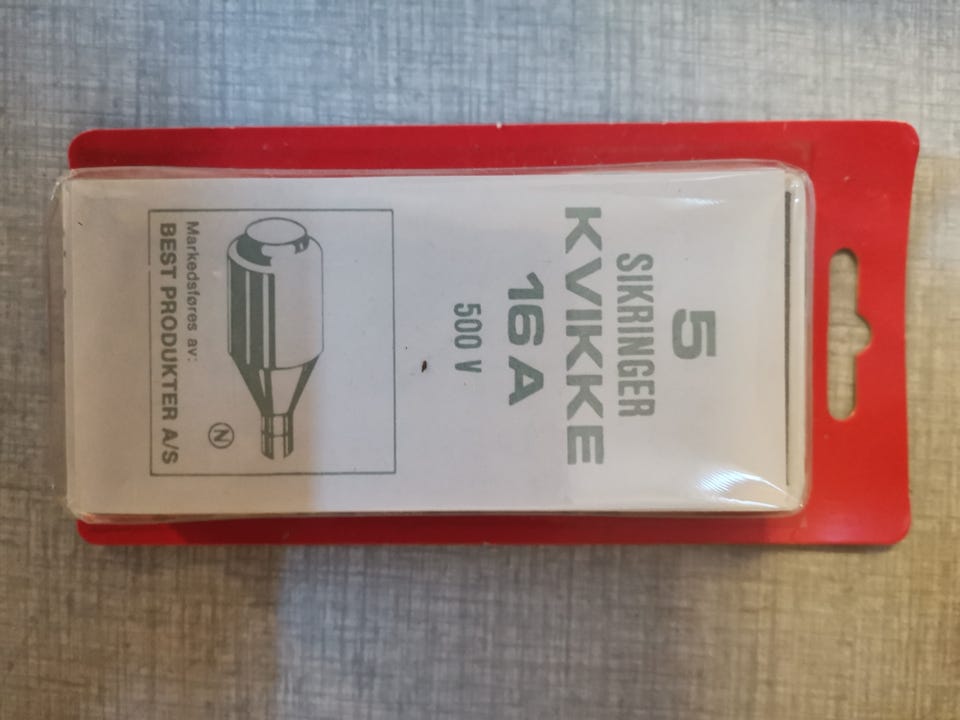 5
SIKRINGER
KVIKKE
16 A
500 V
N
Markedsføres av:
BEST PRODUKTER A/S